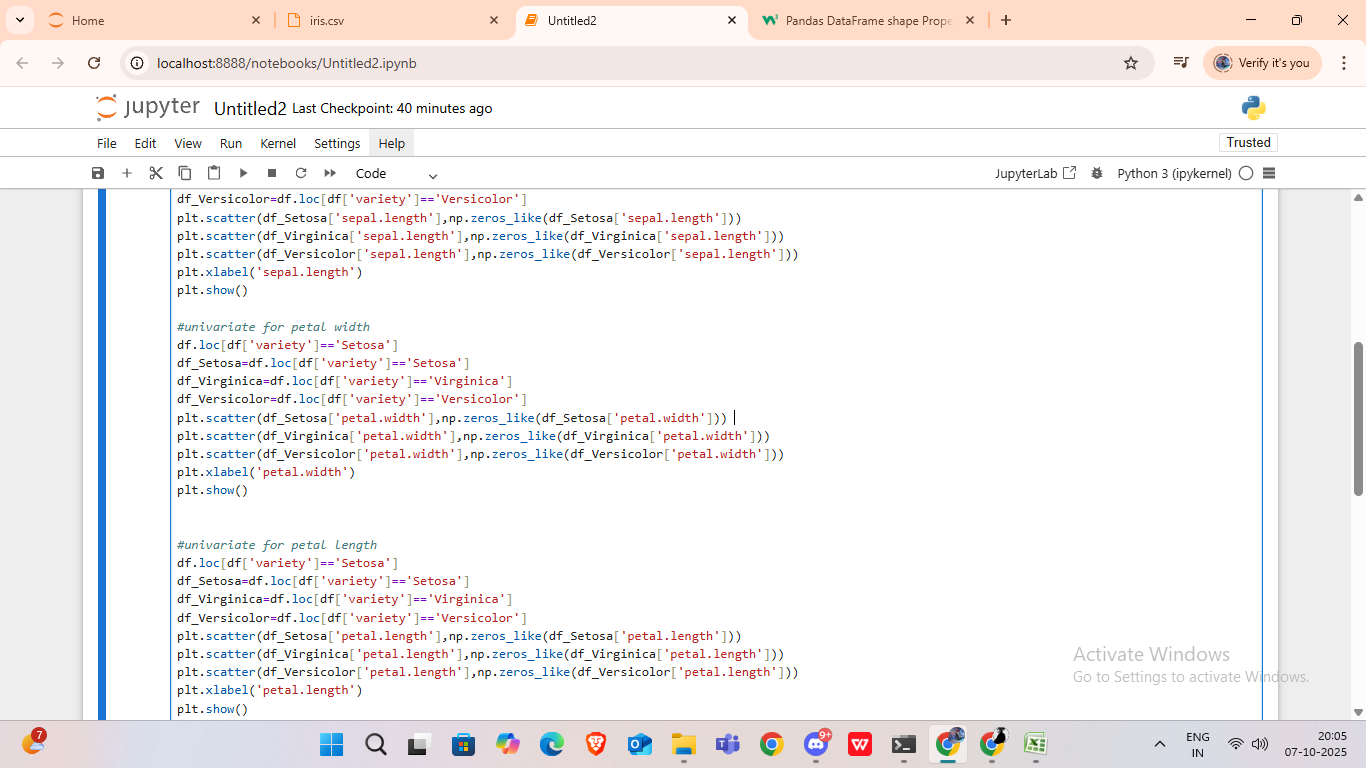 Home
iris.csv
Untitled2
Pandas DataFrame shape Prope
localhost:8888/notebooks/Untitled2.ipynb
Verify it's you
jupyter Untitled2 Last Checkpoint: 40 minutes ago
File Edit View Run Kernel Settings Help
Trusted
Code
JupyterLab
Python 3 (ipykernel)
df_Versicolor=df.loc[df['variety']=='Versicolor']
plt.scatter(df_Setosa['sepal.length'],np.zeros_like(df_Setosa['sepal.length']))
plt.scatter(df_Virginica['sepal.length'],np.zeros_like(df_Virginica['sepal.length']))
plt.scatter(df_Versicolor['sepal.length'],np.zeros_like(df_Versicolor['sepal.length']))
plt.xlabel('sepal.length')
plt.show()
#univariate for petal width
df.loc[df['variety']=='Setosa']
df_Setosa=df.loc[df['variety']=='Setosa']
df_Virginica=df.loc[df['variety']=='Virginica']
df_Versicolor=df.loc[df['variety']=='Versicolor']
plt.scatter(df_Setosa['petal.width'],np.zeros_like(df_Setosa['petal.width']))
plt.scatter(df_Virginica['petal.width'],np.zeros_like(df_Virginica['petal.width']))
plt.scatter(df_Versicolor['petal.width'],np.zeros_like(df_Versicolor['petal.width']))
plt.xlabel('petal.width')
plt.show()
#univariate for petal length
df.loc[df['variety']=='Setosa']
df_Setosa=df.loc[df['variety']=='Setosa']
df_Virginica=df.loc[df['variety']=='Virginica']
df_Versicolor=df.loc[df['variety']=='Versicolor']
plt.scatter(df_Setosa['petal.length'],np.zeros_like(df_Setosa['petal.length']))
plt.scatter(df_Virginica['petal.length'],np.zeros_like(df_Virginica['petal.length']))
plt.scatter(df_Versicolor['petal.length'],np.zeros_like(df_Versicolor['petal.length']))
plt.xlabel('petal.length')
plt.show()
Activate Windows
Go to Settings to activate Windows.
7
9+
ENG
IN
20:05
07-10-2025